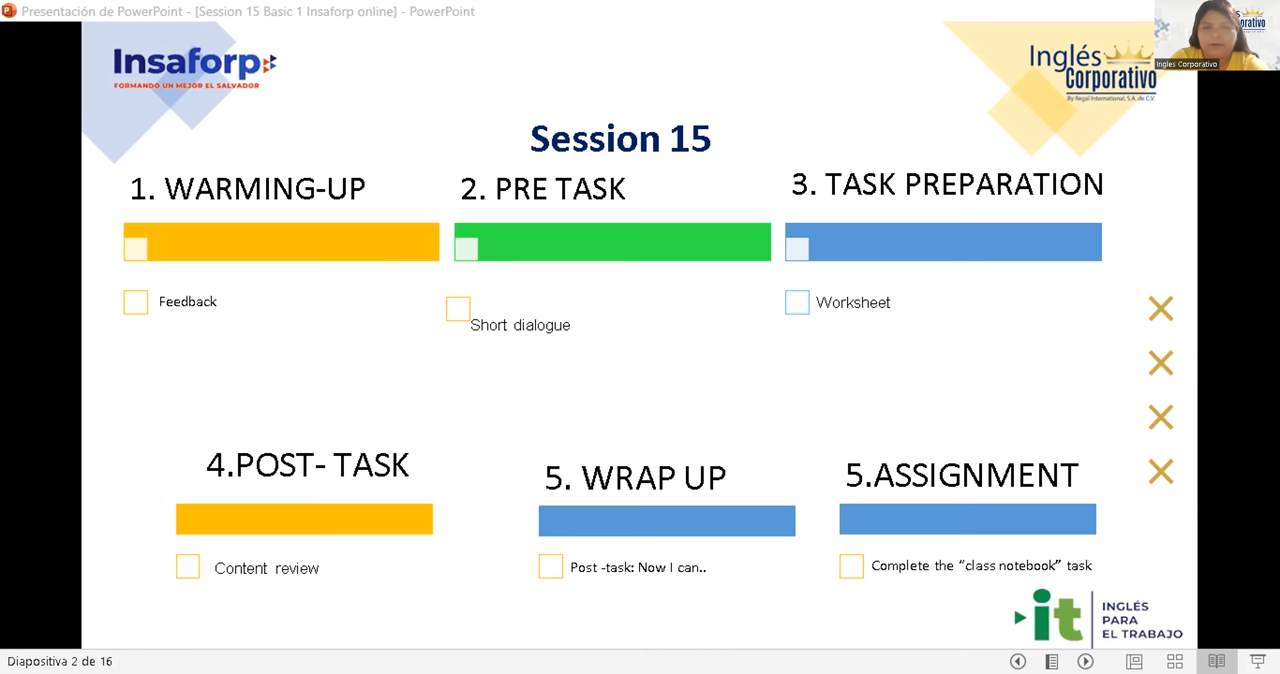 Presentación de PowerPoint - [Session 15 Basic 1 Insaforp online] - PowerPoint
Insaforp
FORMANDO UN MEJOR EL SALVADOR
Inglés
Corporativo
By Regal International, S.A. de C.V.
Ingles Corporativo
Session 15
1. WARMING-UP
2. PRE TASK
3. TASK PREPARATION
Feedback
Short dialogue
Worksheet
4.POST- TASK
5. WRAP UP
5.ASSIGNMENT
Content review
Post -task: Now I can..
Complete the “class notebook” task
it
INGLÉS
PARA
EL TRABAJO
Diapositiva 2 de 16